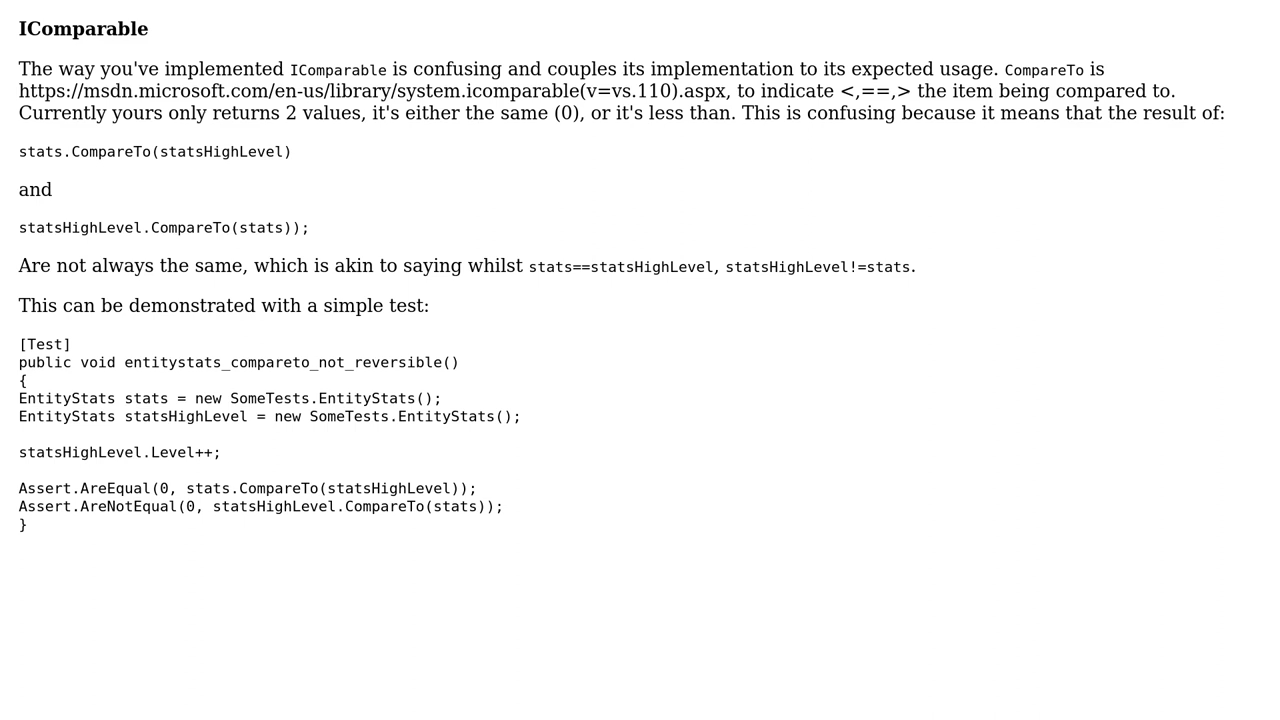 IComparable
The way you've implemented IComparable is confusing and couples its implementation to its expected usage. CompareTo is
https://msdn.microsoft.com/en-us/library/system.icomparable(v=vs.110).aspx, to indicate <,==,> the item being compared to.
Currently yours only returns 2 values, it's either the same (0), or it's less than. This is confusing because it means that the result of:
stats.CompareTo(statsHighLevel)
and
statsHighLevel.CompareTo(stats));
Are not always the same, which is akin to saying whilst stats==statsHighLevel, statsHighLevel!=stats.
This can be demonstrated with a simple test:
[Test]
public void entitystats_compareto_not_reversible()
{
EntityStats stats = new SomeTests.EntityStats();
EntityStats statsHighLevel = new SomeTests.EntityStats();
statsHighLevel.Level++;
Assert.AreEqual(0, stats.CompareTo(statsHighLevel));
Assert.AreNotEqual(0, statsHighLevel.CompareTo(stats));
}